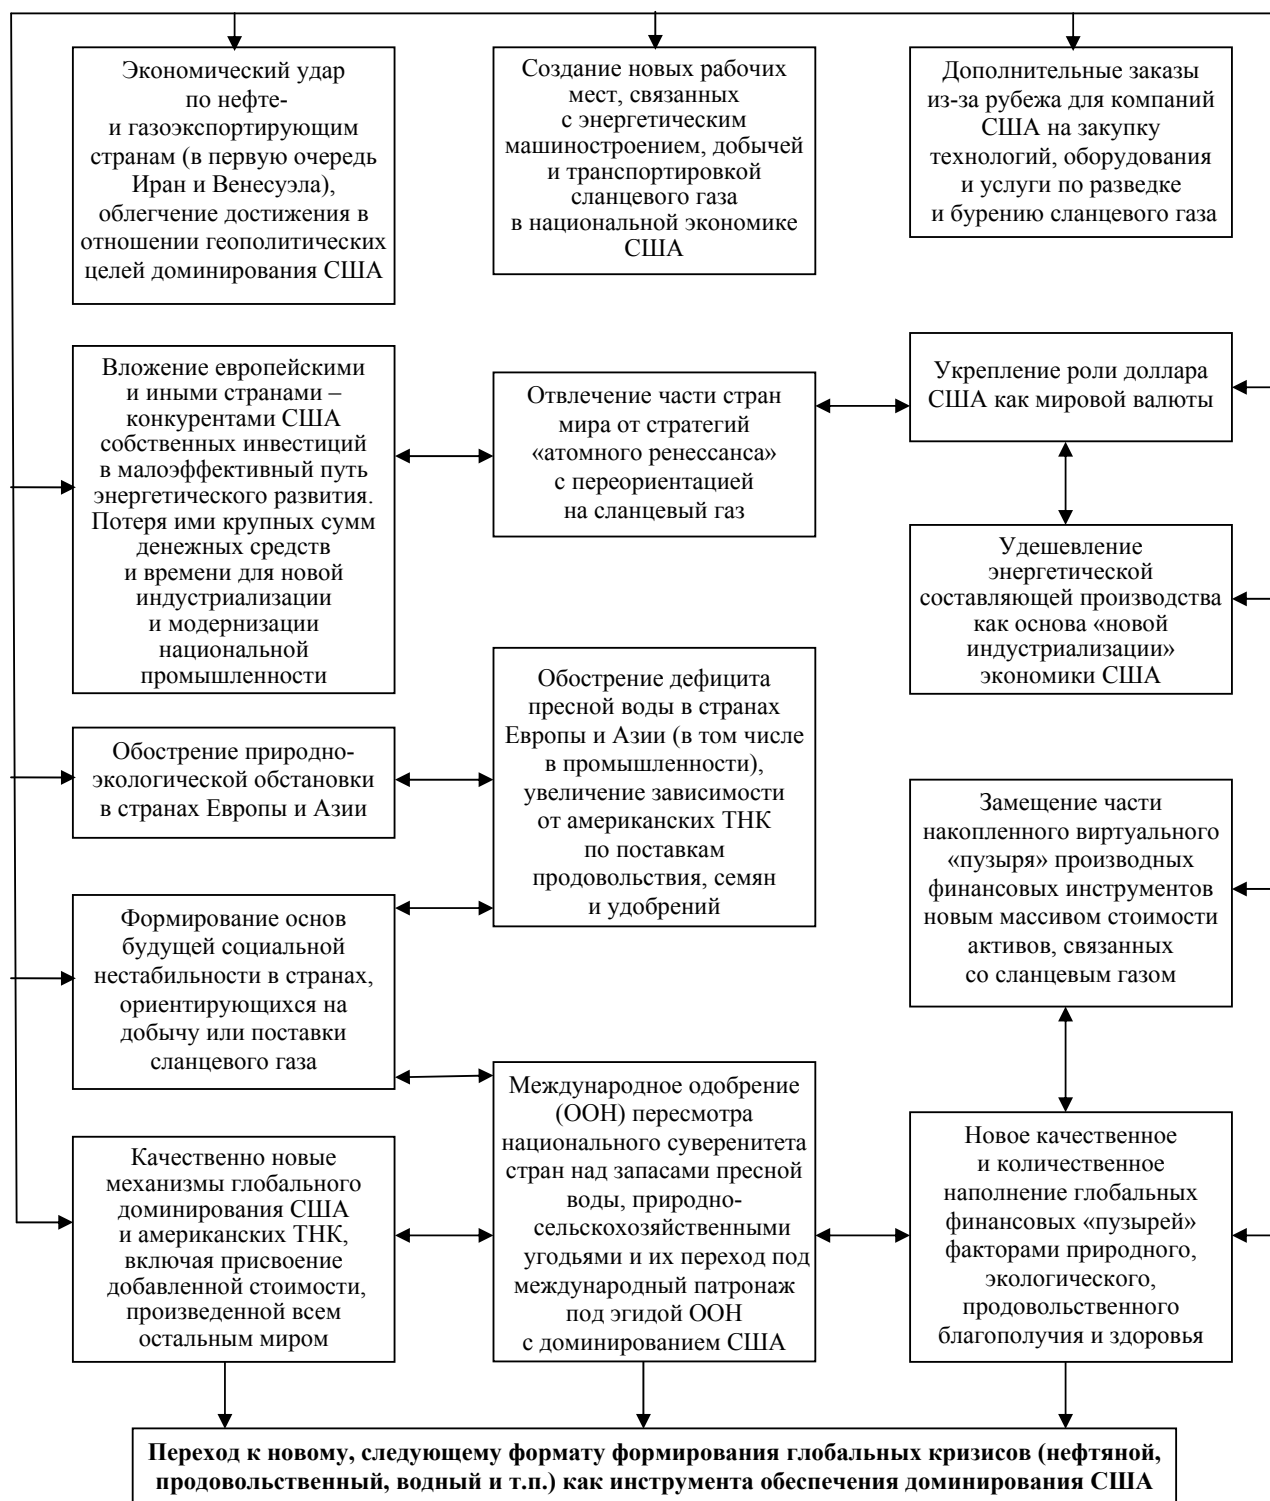 Экономический удар
по нефте-
и газоэкспортирующим
странам (в первую очередь
Иран и Венесуэла),
облегчение достижения в
отношении геополитических
целей доминирования США
Создание новых рабочих
мест, связанных
с энергетическим
машиностроением, добычей
и транспортировкой
сланцевого газа
в национальной экономике
США
Дополнительные заказы
из-за рубежа для компаний
США на закупку
технологий, оборудования
и услуги по разведке
и бурению сланцевого газа
Вложение европейскими
и иными странами –
конкурентами США
собственных инвестиций
в малоэффективный путь
энергетического развития.
Потеря ими крупных сумм
денежных средств
и времени для новой
индустриализации
и модернизации
национальной
промышленности
Отвлечение части стран
мира от стратегий
«атомного ренессанса»
с переориентацией
на сланцевый газ
Укрепление роли доллара
США как мировой валюты
Удешевление
энергетической
составляющей производства
как основа «новой
индустриализации»
экономики США
Обострение природно-
экологической обстановки
в странах Европы и Азии
Обострение дефицита
пресной воды в странах
Европы и Азии (в том числе
в промышленности),
увеличение зависимости
от американских ТНК
по поставкам
продовольствия, семян
и удобрений
Замещение части
накопленного виртуального
«пузыря» производных
финансовых инструментов
новым массивом стоимости
активов, связанных
со сланцевым газом
Формирование основ
будущей социальной
нестабильности в странах,
ориентирующихся на
добычу или поставки
сланцевого газа
Качественно новые
механизмы глобального
доминирования США
и американских ТНК,
включая присвоение
добавленной стоимости,
произведенной всем
остальным миром
Международное одобрение
(ООН) пересмотра
национального суверенитета
стран над запасами пресной
воды, природно-
сельскохозяйственными
угодьями и их переход под
международный патронаж
под эгидой ООН
с доминированием США
Новое качественное
и количественное
наполнение глобальных
финансовых «пузырей»
факторами природного,
экологического,
продовольственного
благополучия и здоровья
Переход к новому, следующему формату формирования глобальных кризисов (нефтяной,
продовольственный, водный и т.п.) как инструмента обеспечения доминирования США